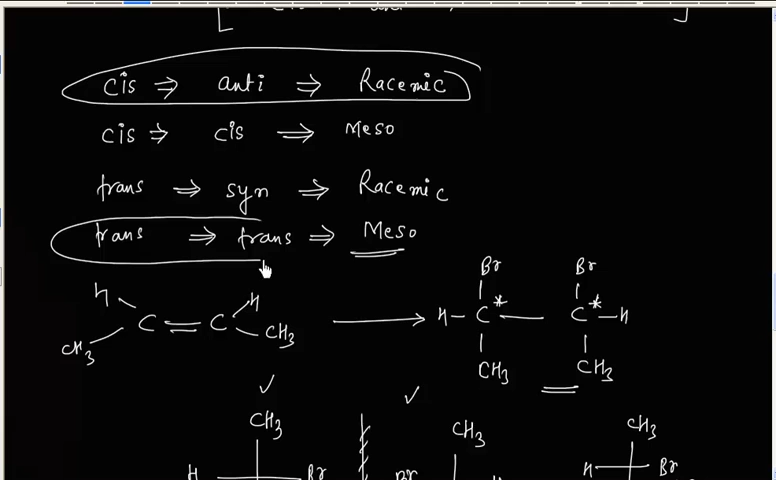 cis ⇒ anti ⇒ Racemic
cis ⇒ cis ⇒ Meso
trans ⇒ syn ⇒ Racemic
trans ⇒ trans ⇒ Meso
Br Br
H H
C = C H - C* - C* - H
CH3 CH3
CH3 CH3
CH3 CH3 CH3
H Br Br H Br